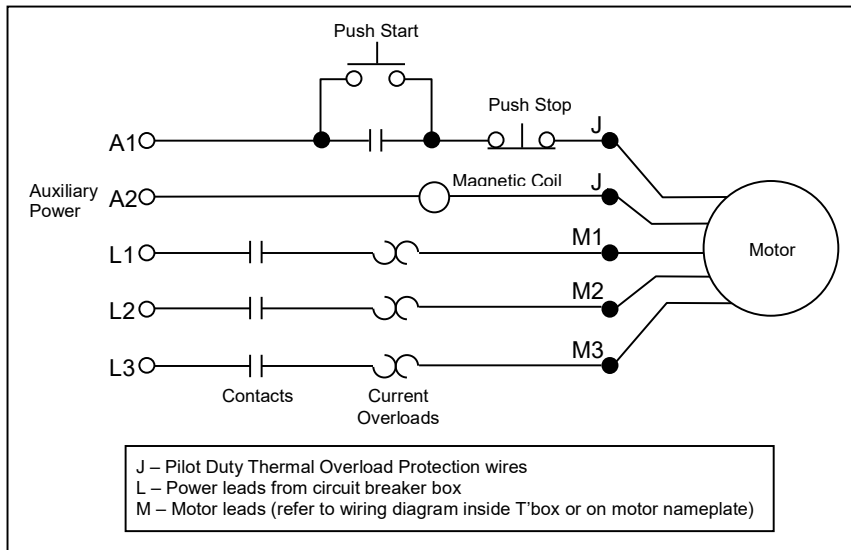 Push Start
Push Stop
A1
J
Auxiliary
Power
A2
Magnetic Coil
J
L1
M1
Motor
L2
M2
L3
M3
Contacts
Current
Overloads
J – Pilot Duty Thermal Overload Protection wires
L – Power leads from circuit breaker box
M – Motor leads (refer to wiring diagram inside T’box or on motor nameplate)